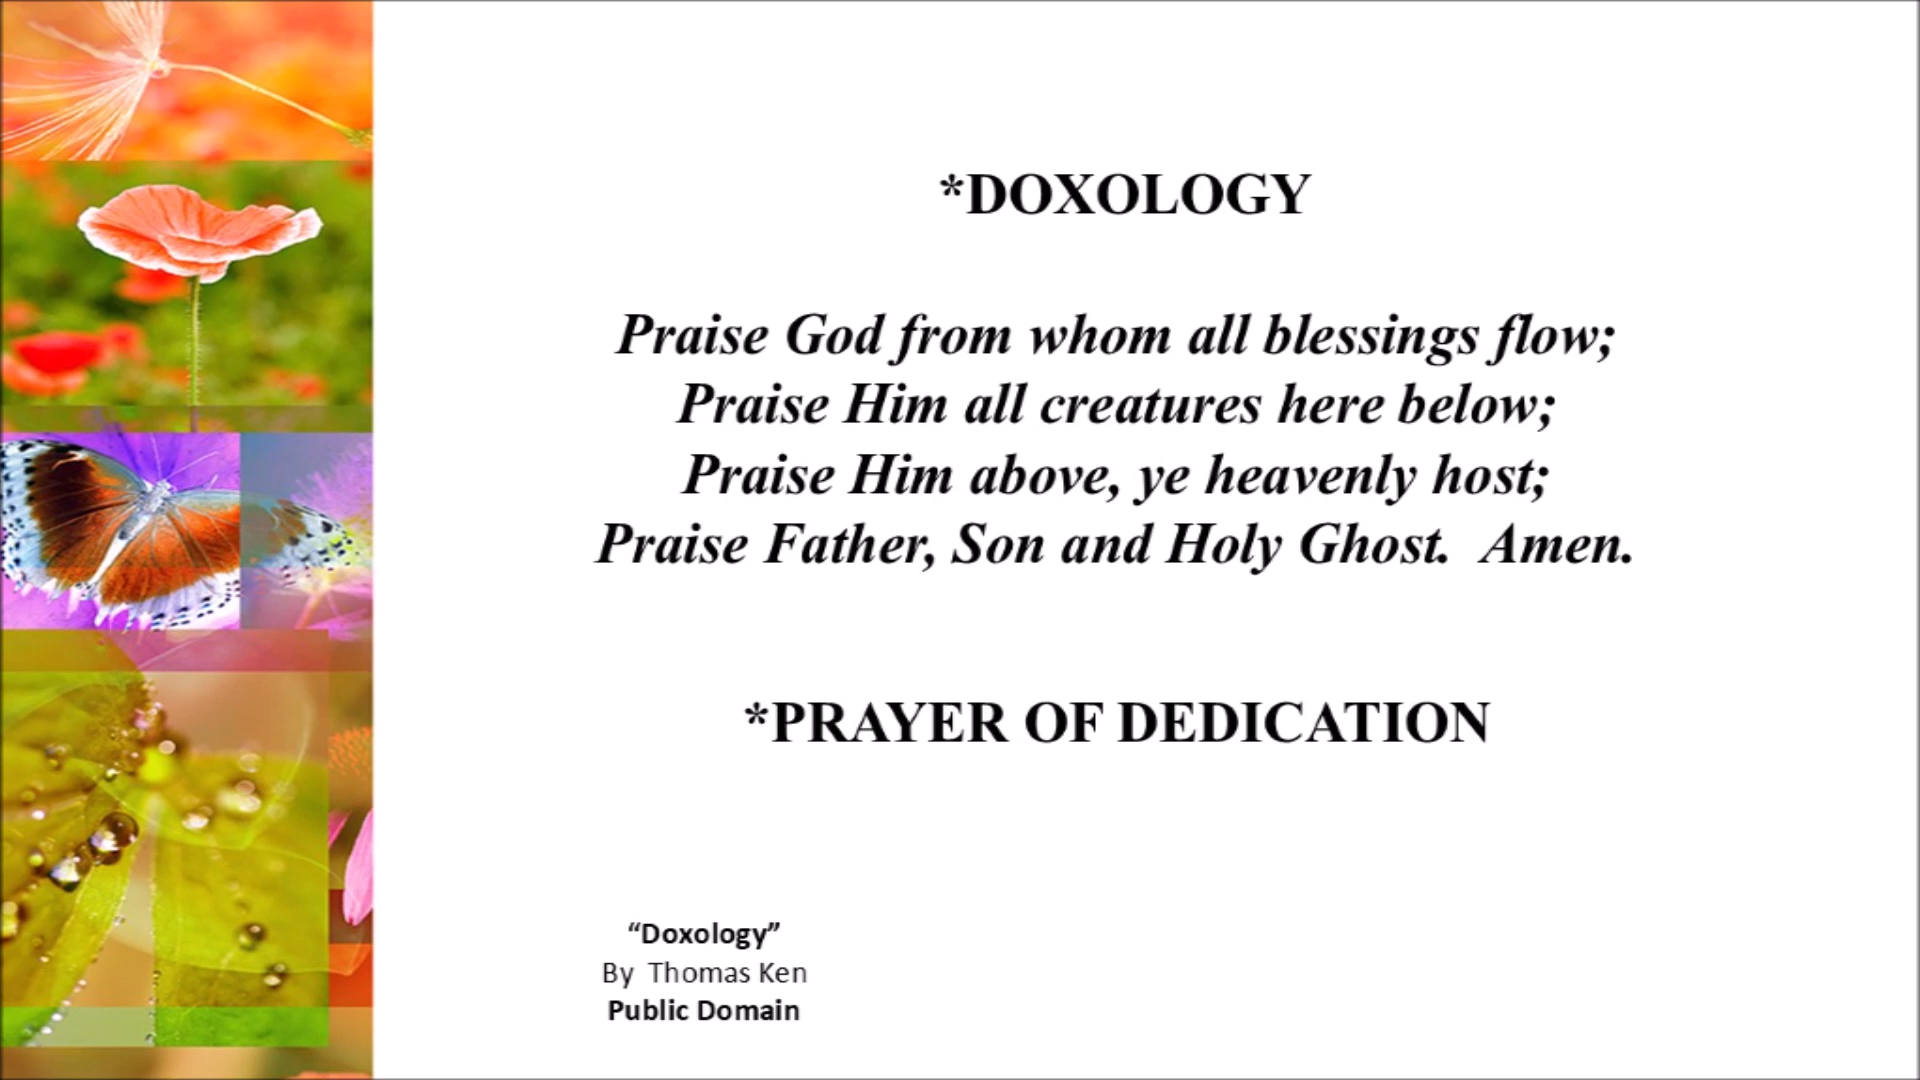 *DOXOLOGY
Praise God from whom all blessings flow;
Praise Him all creatures here below;
Praise Him above, ye heavenly host;
Praise Father, Son and Holy Ghost.  Amen.
*PRAYER OF DEDICATION
“Doxology”
By  Thomas Ken
Public Domain